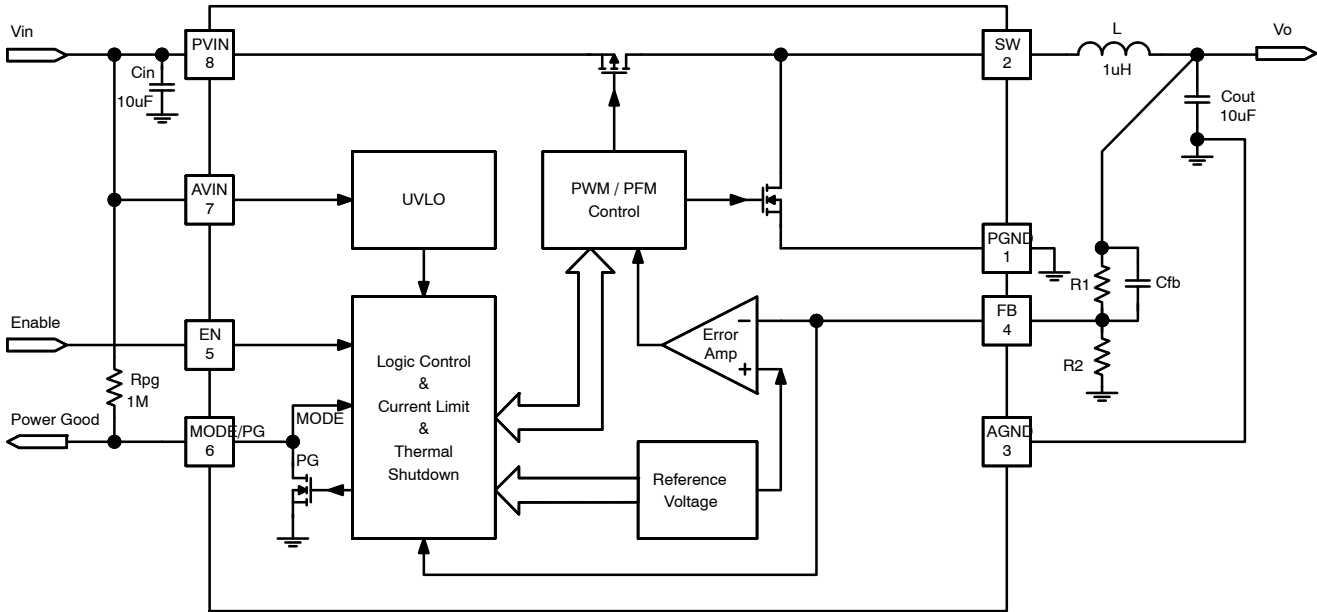 Vin
PVIN
8
Cin
10uF
SW
2
L
1uH
Vo
Cout
10uF
AVIN
7
UVLO
PWM / PFM
Control
PGND
1
R1
Cfb
FB
4
R2
Enable
EN
5
Logic Control
&
Current Limit
&
Thermal
Shutdown
Error
Amp
−
+
Rpg
1M
Power Good
MODE/PG
6
MODE
PG
Reference
Voltage
AGND
3